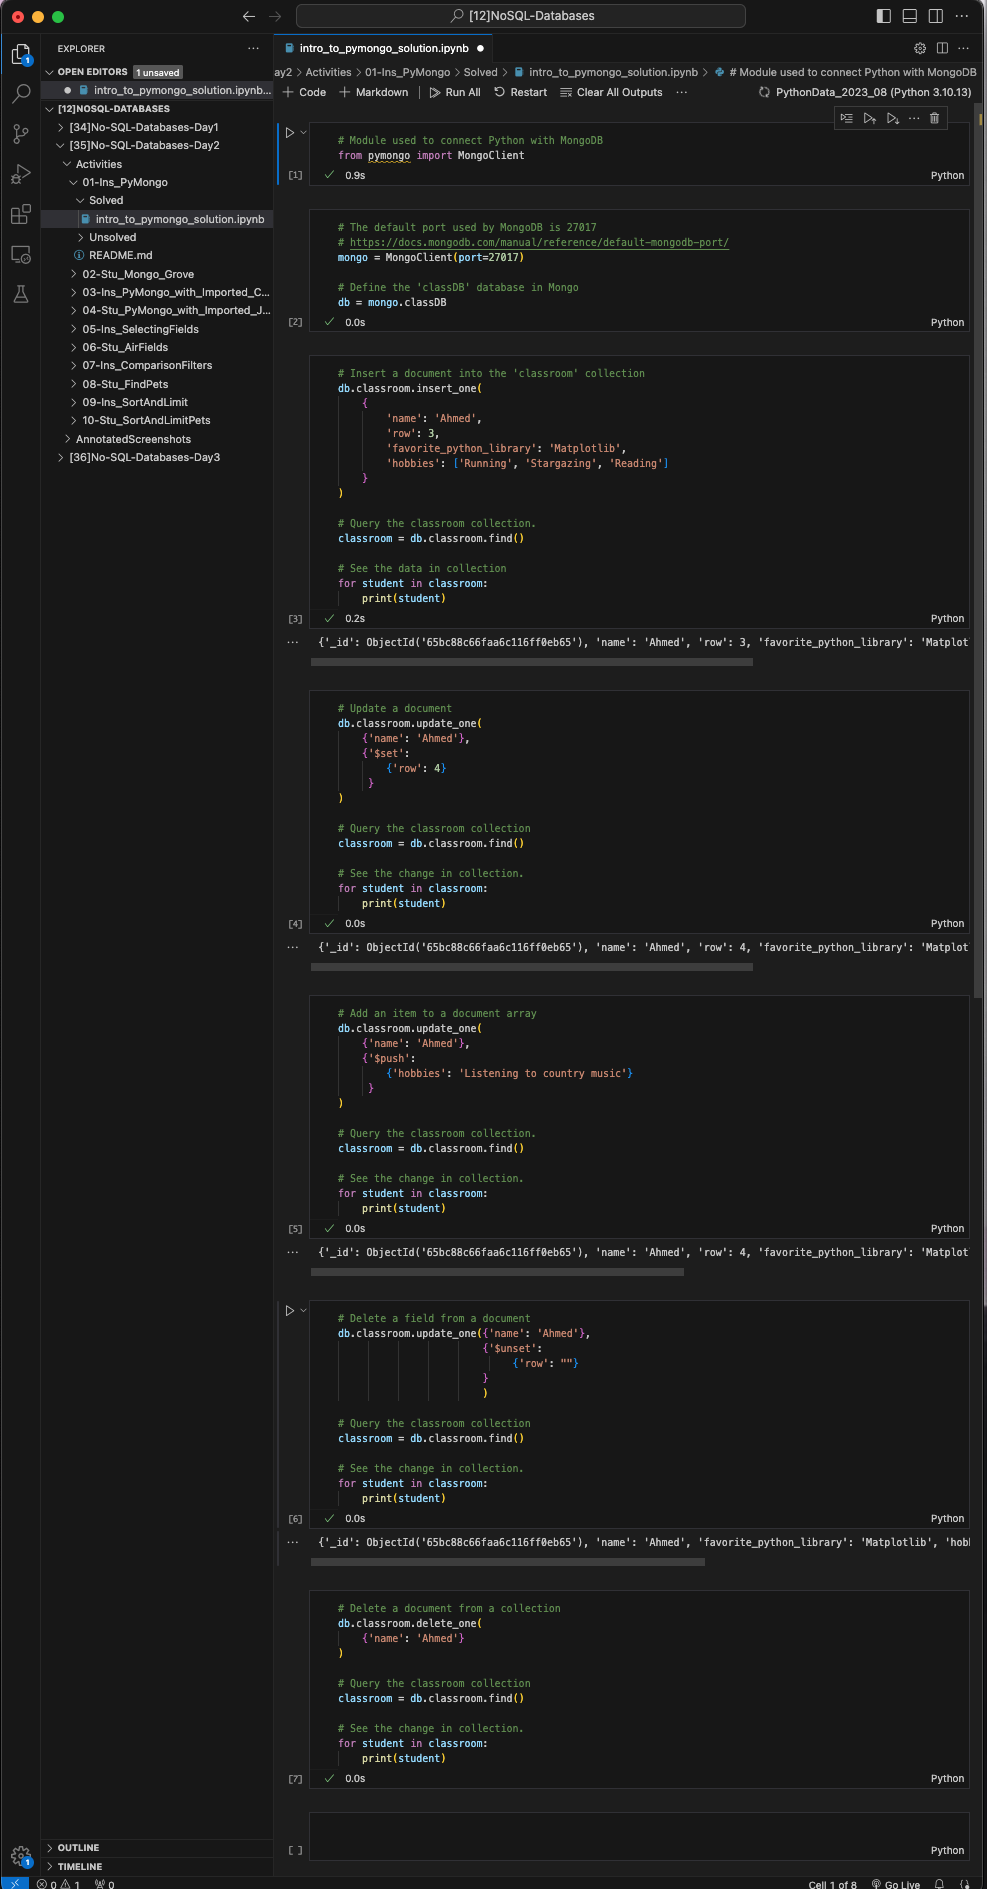 [12]NoSQL-Databases
EXPLORER
OPEN EDITORS 1 unsaved
intro_to_pymongo_solution.ipynb...
[12]NOSQL-DATABASES
[34]No-SQL-Databases-Day1
[35]No-SQL-Databases-Day2
Activities
01-Ins_PyMongo
Solved
intro_to_pymongo_solution.ipynb
Unsolved
README.md
02-Stu_Mongo_Grove
03-Ins_PyMongo_with_Imported_C...
04-Stu_PyMongo_with_Imported_J...
05-Ins_SelectingFields
06-Stu_AirFields
07-Ins_ComparisonFilters
08-Stu_FindPets
09-Ins_SortAndLimit
10-Stu_SortAndLimitPets
AnnotatedScreenshots
[36]No-SQL-Databases-Day3
OUTLINE
TIMELINE
intro_to_pymongo_solution.ipynb
ay2 > Activities > 01-Ins_PyMongo > Solved > intro_to_pymongo_solution.ipynb > # Module used to connect Python with MongoDB
+ Code + Markdown Run All Restart Clear All Outputs ... PythonData_2023_08 (Python 3.10.13)
# Module used to connect Python with MongoDB
from pymongo import MongoClient
[1] 0.9s Python
# The default port used by MongoDB is 27017
# https://docs.mongodb.com/manual/reference/default-mongodb-port/
mongo = MongoClient(port=27017)
# Define the 'classDB' database in Mongo
db = mongo.classDB
[2] 0.0s Python
# Insert a document into the 'classroom' collection
db.classroom.insert_one(
{
'name': 'Ahmed',
'row': 3,
'favorite_python_library': 'Matplotlib',
'hobbies': ['Running', 'Stargazing', 'Reading']
}
)
# Query the classroom collection.
classroom = db.classroom.find()
# See the data in collection
for student in classroom:
print(student)
[3] 0.2s Python
... {'_id': ObjectId('65bc88c66faa6c116ff0eb65'), 'name': 'Ahmed', 'row': 3, 'favorite_python_library': 'Matplot
# Update a document
db.classroom.update_one(
{'name': 'Ahmed'},
{'$set':
{'row': 4}
}
)
# Query the classroom collection
classroom = db.classroom.find()
# See the change in collection.
for student in classroom:
print(student)
[4] 0.0s Python
... {'_id': ObjectId('65bc88c66faa6c116ff0eb65'), 'name': 'Ahmed', 'row': 4, 'favorite_python_library': 'Matplot
# Add an item to a document array
db.classroom.update_one(
{'name': 'Ahmed'},
{'$push':
{'hobbies': 'Listening to country music'}
}
)
# Query the classroom collection.
classroom = db.classroom.find()
# See the change in collection.
for student in classroom:
print(student)
[5] 0.0s Python
... {'_id': ObjectId('65bc88c66faa6c116ff0eb65'), 'name': 'Ahmed', 'row': 4, 'favorite_python_library': 'Matplot
# Delete a field from a document
db.classroom.update_one({'name': 'Ahmed'},
{'$unset':
{'row': ""}
}
)
# Query the classroom collection
classroom = db.classroom.find()
# See the change in collection.
for student in classroom:
print(student)
[6] 0.0s Python
... {'_id': ObjectId('65bc88c66faa6c116ff0eb65'), 'name': 'Ahmed', 'favorite_python_library': 'Matplotlib', 'hob
# Delete a document from a collection
db.classroom.delete_one(
{'name': 'Ahmed'}
)
# Query the classroom collection
classroom = db.classroom.find()
# See the change in collection.
for student in classroom:
print(student)
[7] 0.0s Python
[ ] Python
0 1 0 Cell 1 of 8 Go Live